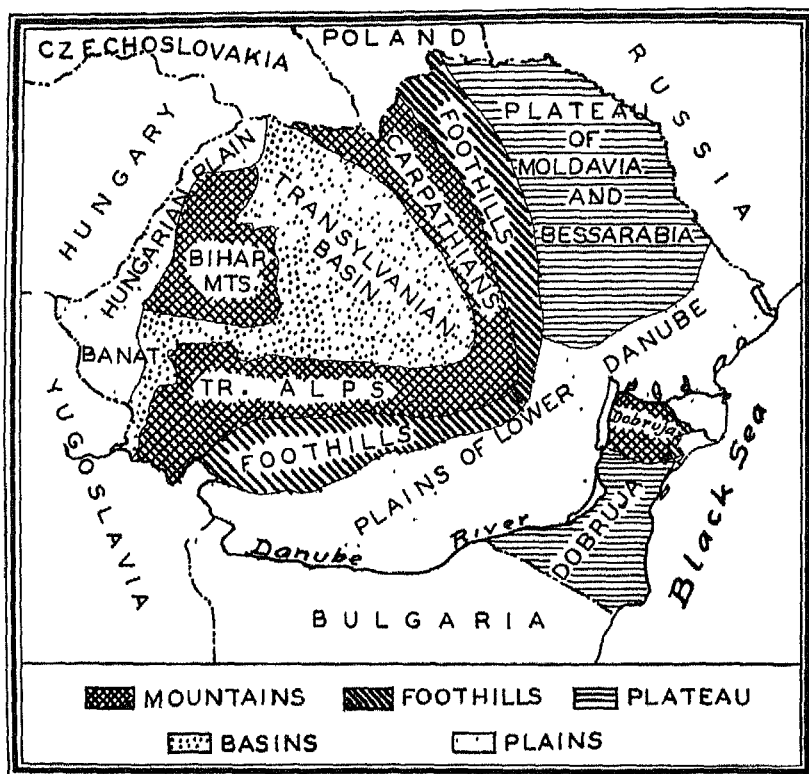 CZECHOSLOVAKIA
POLAND
RUSSIA
HUNGARY
HUNGARIAN PLAIN
CARPATHIANS
FOOTHILLS
PLATEAU
OF
MOLDAVIA
AND
BESSARABIA
TRANSYLVANIAN
BASIN
BIHAR
MTS.
BANAT
TR. ALPS
FOOTHILLS
PLAINS OF LOWER DANUBE
Dobruja
DOBRUJA
YUGOSLAVIA
Danube River
Black Sea
BULGARIA
MOUNTAINS FOOTHILLS PLATEAU
BASINS PLAINS